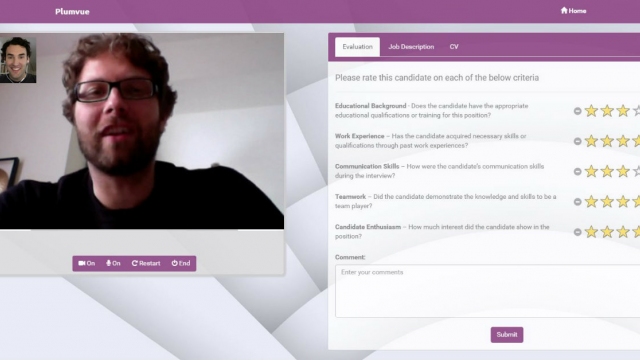 Plumvue
Home
Evaluation
Job Description
CV
Please rate this candidate on each of the below criteria
Educational Background - Does the candidate have the appropriate
educational qualifications or training for this position?
Work Experience – Has the candidate acquired necessary skills or
qualifications through past work experiences?
Communication Skills – How were the candidate's communication skills
during the interview?
Teamwork – Did the candidate demonstrate the knowledge and skills to be a
team player?
Candidate Enthusiasm – How much interest did the candidate show in the
position?
Comment:
Enter your comments
On
On
Restart
End
Submit